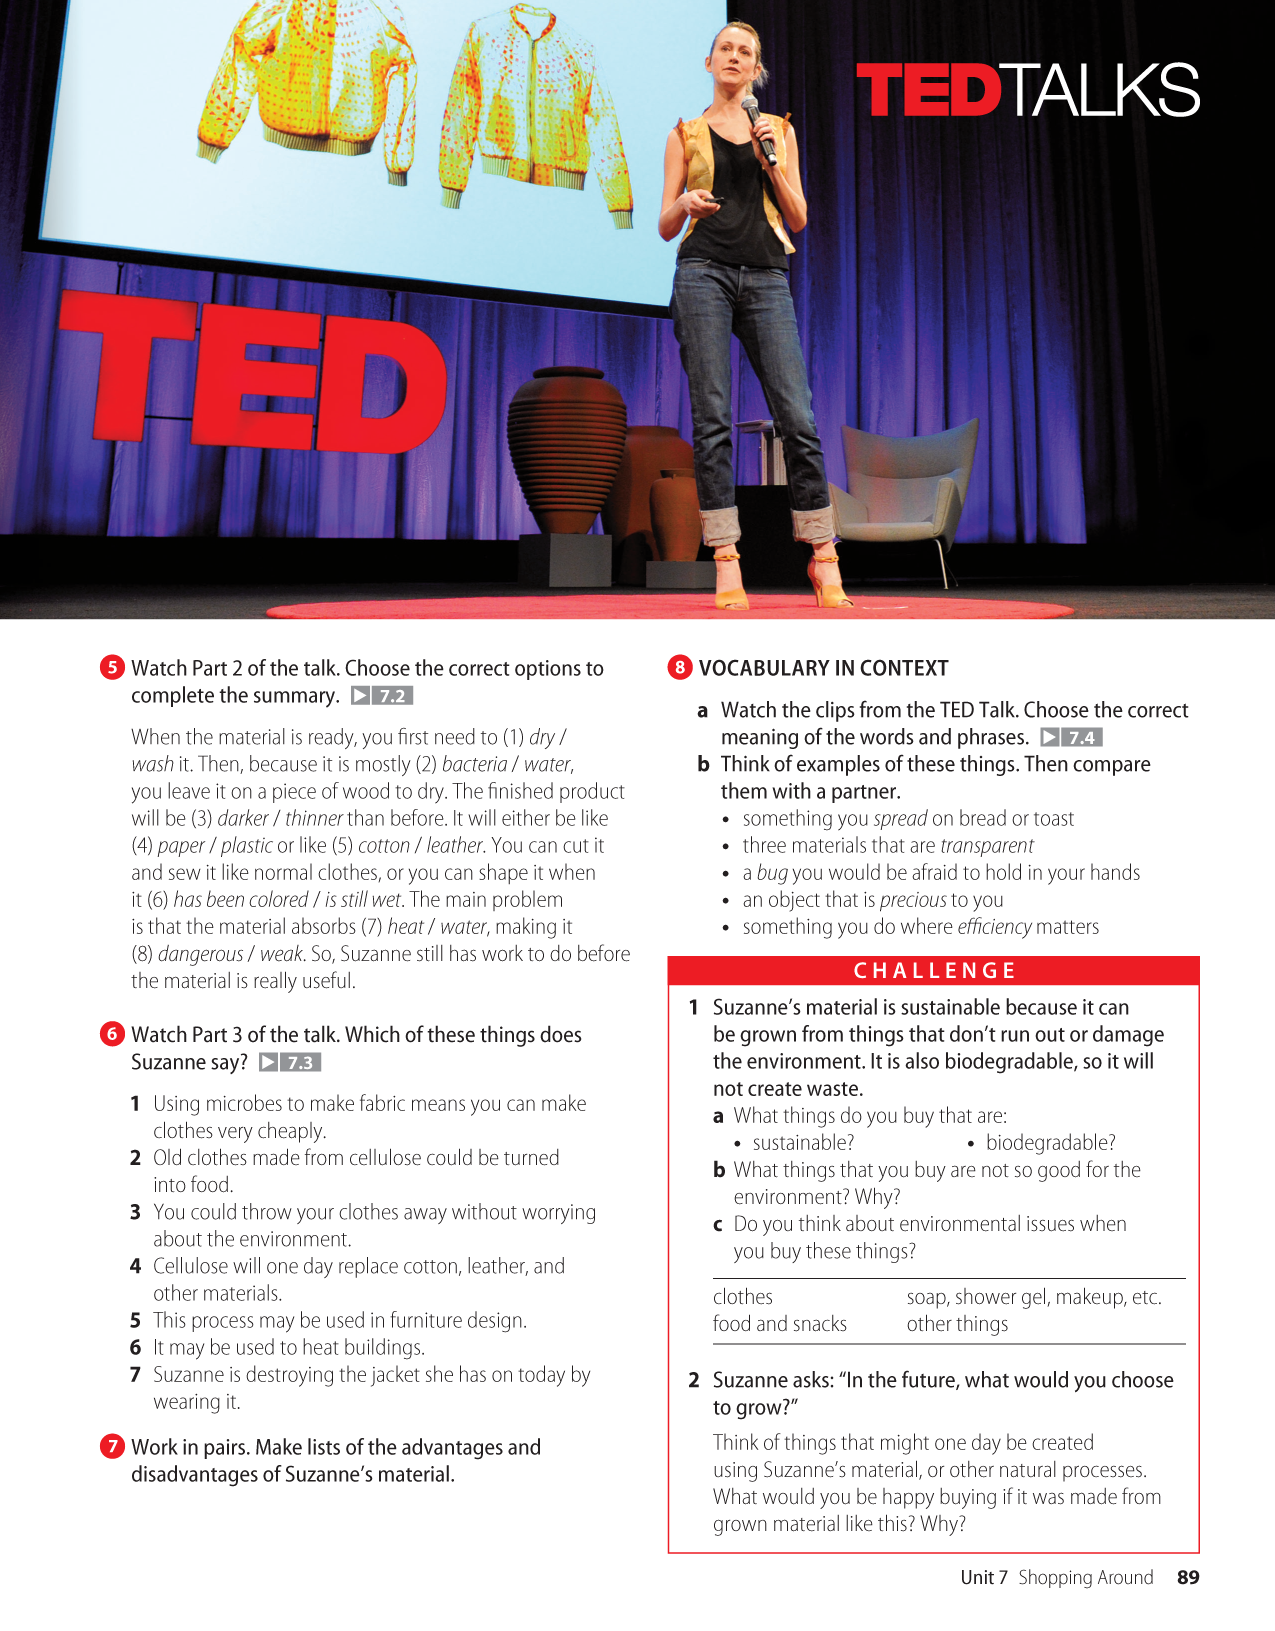 TEDTALKS
TED
5 Watch Part 2 of the talk. Choose the correct options to
complete the summary. ▶ 7.2
When the material is ready, you first need to (1) dry /
wash it. Then, because it is mostly (2) bacteria / water,
you leave it on a piece of wood to dry. The finished product
will be (3) darker / thinner than before. It will either be like
(4) paper / plastic or like (5) cotton / leather. You can cut it
and sew it like normal clothes, or you can shape it when
it (6) has been colored / is still wet. The main problem
is that the material absorbs (7) heat / water, making it
(8) dangerous / weak. So, Suzanne still has work to do before
the material is really useful.
6 Watch Part 3 of the talk. Which of these things does
Suzanne say? ▶ 7.3
1 Using microbes to make fabric means you can make
clothes very cheaply.
2 Old clothes made from cellulose could be turned
into food.
3 You could throw your clothes away without worrying
about the environment.
4 Cellulose will one day replace cotton, leather, and
other materials.
5 This process may be used in furniture design.
6 It may be used to heat buildings.
7 Suzanne is destroying the jacket she has on today by
wearing it.
7 Work in pairs. Make lists of the advantages and
disadvantages of Suzanne's material.
8 VOCABULARY IN CONTEXT
a Watch the clips from the TED Talk. Choose the correct
meaning of the words and phrases. ▶ 7.4
b Think of examples of these things. Then compare
them with a partner.
• something you spread on bread or toast
• three materials that are transparent
• a bug you would be afraid to hold in your hands
• an object that is precious to you
• something you do where efficiency matters
CHALLENGE
1 Suzanne's material is sustainable because it can
be grown from things that don't run out or damage
the environment. It is also biodegradable, so it will
not create waste.
a What things do you buy that are:
• sustainable? • biodegradable?
b What things that you buy are not so good for the
environment? Why?
c Do you think about environmental issues when
you buy these things?
clothes soap, shower gel, makeup, etc.
food and snacks other things
2 Suzanne asks: "In the future, what would you choose
to grow?"
Think of things that might one day be created
using Suzanne's material, or other natural processes.
What would you be happy buying if it was made from
grown material like this? Why?
Unit 7 Shopping Around 89